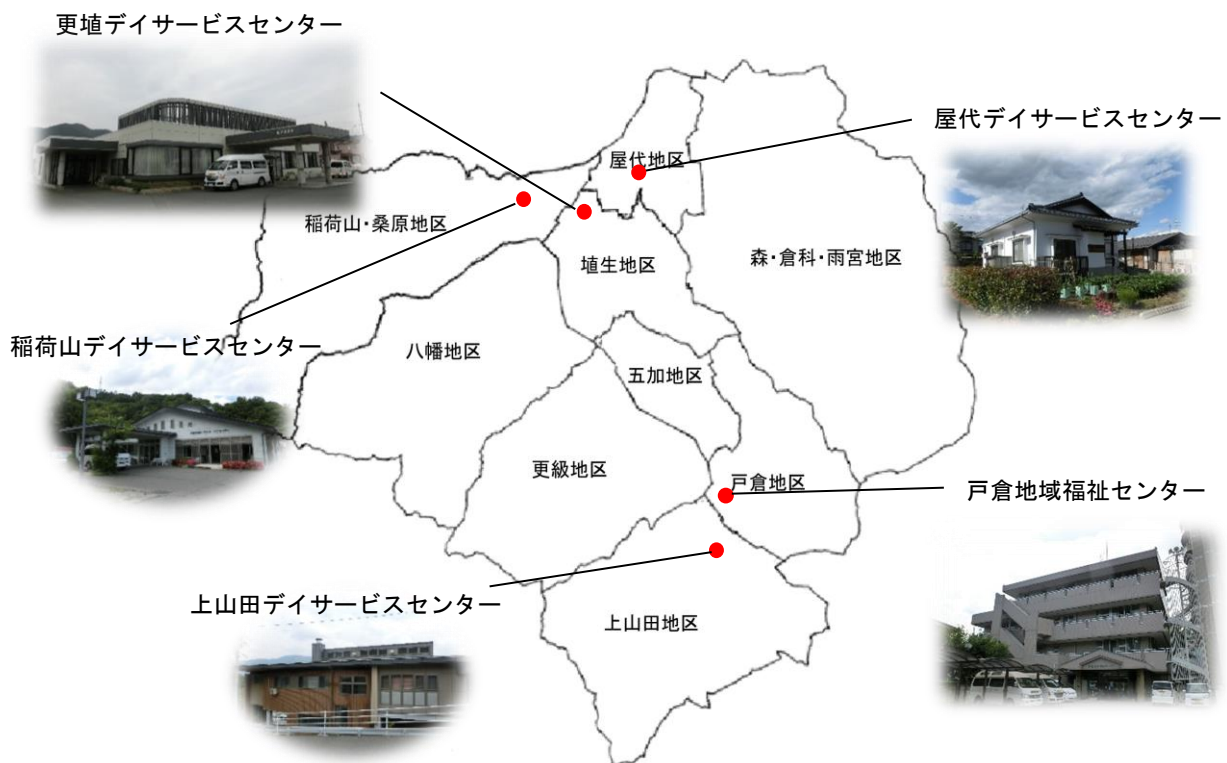 更埴デイサービスセンター
屋代デイサービスセンター
屋代地区
稲荷山・桑原地区
埴生地区
森・倉科・雨宮地区
稲荷山デイサービスセンター
八幡地区
五加地区
更級地区
戸倉地区
戸倉地域福祉センター
上山田デイサービスセンター
上山田地区